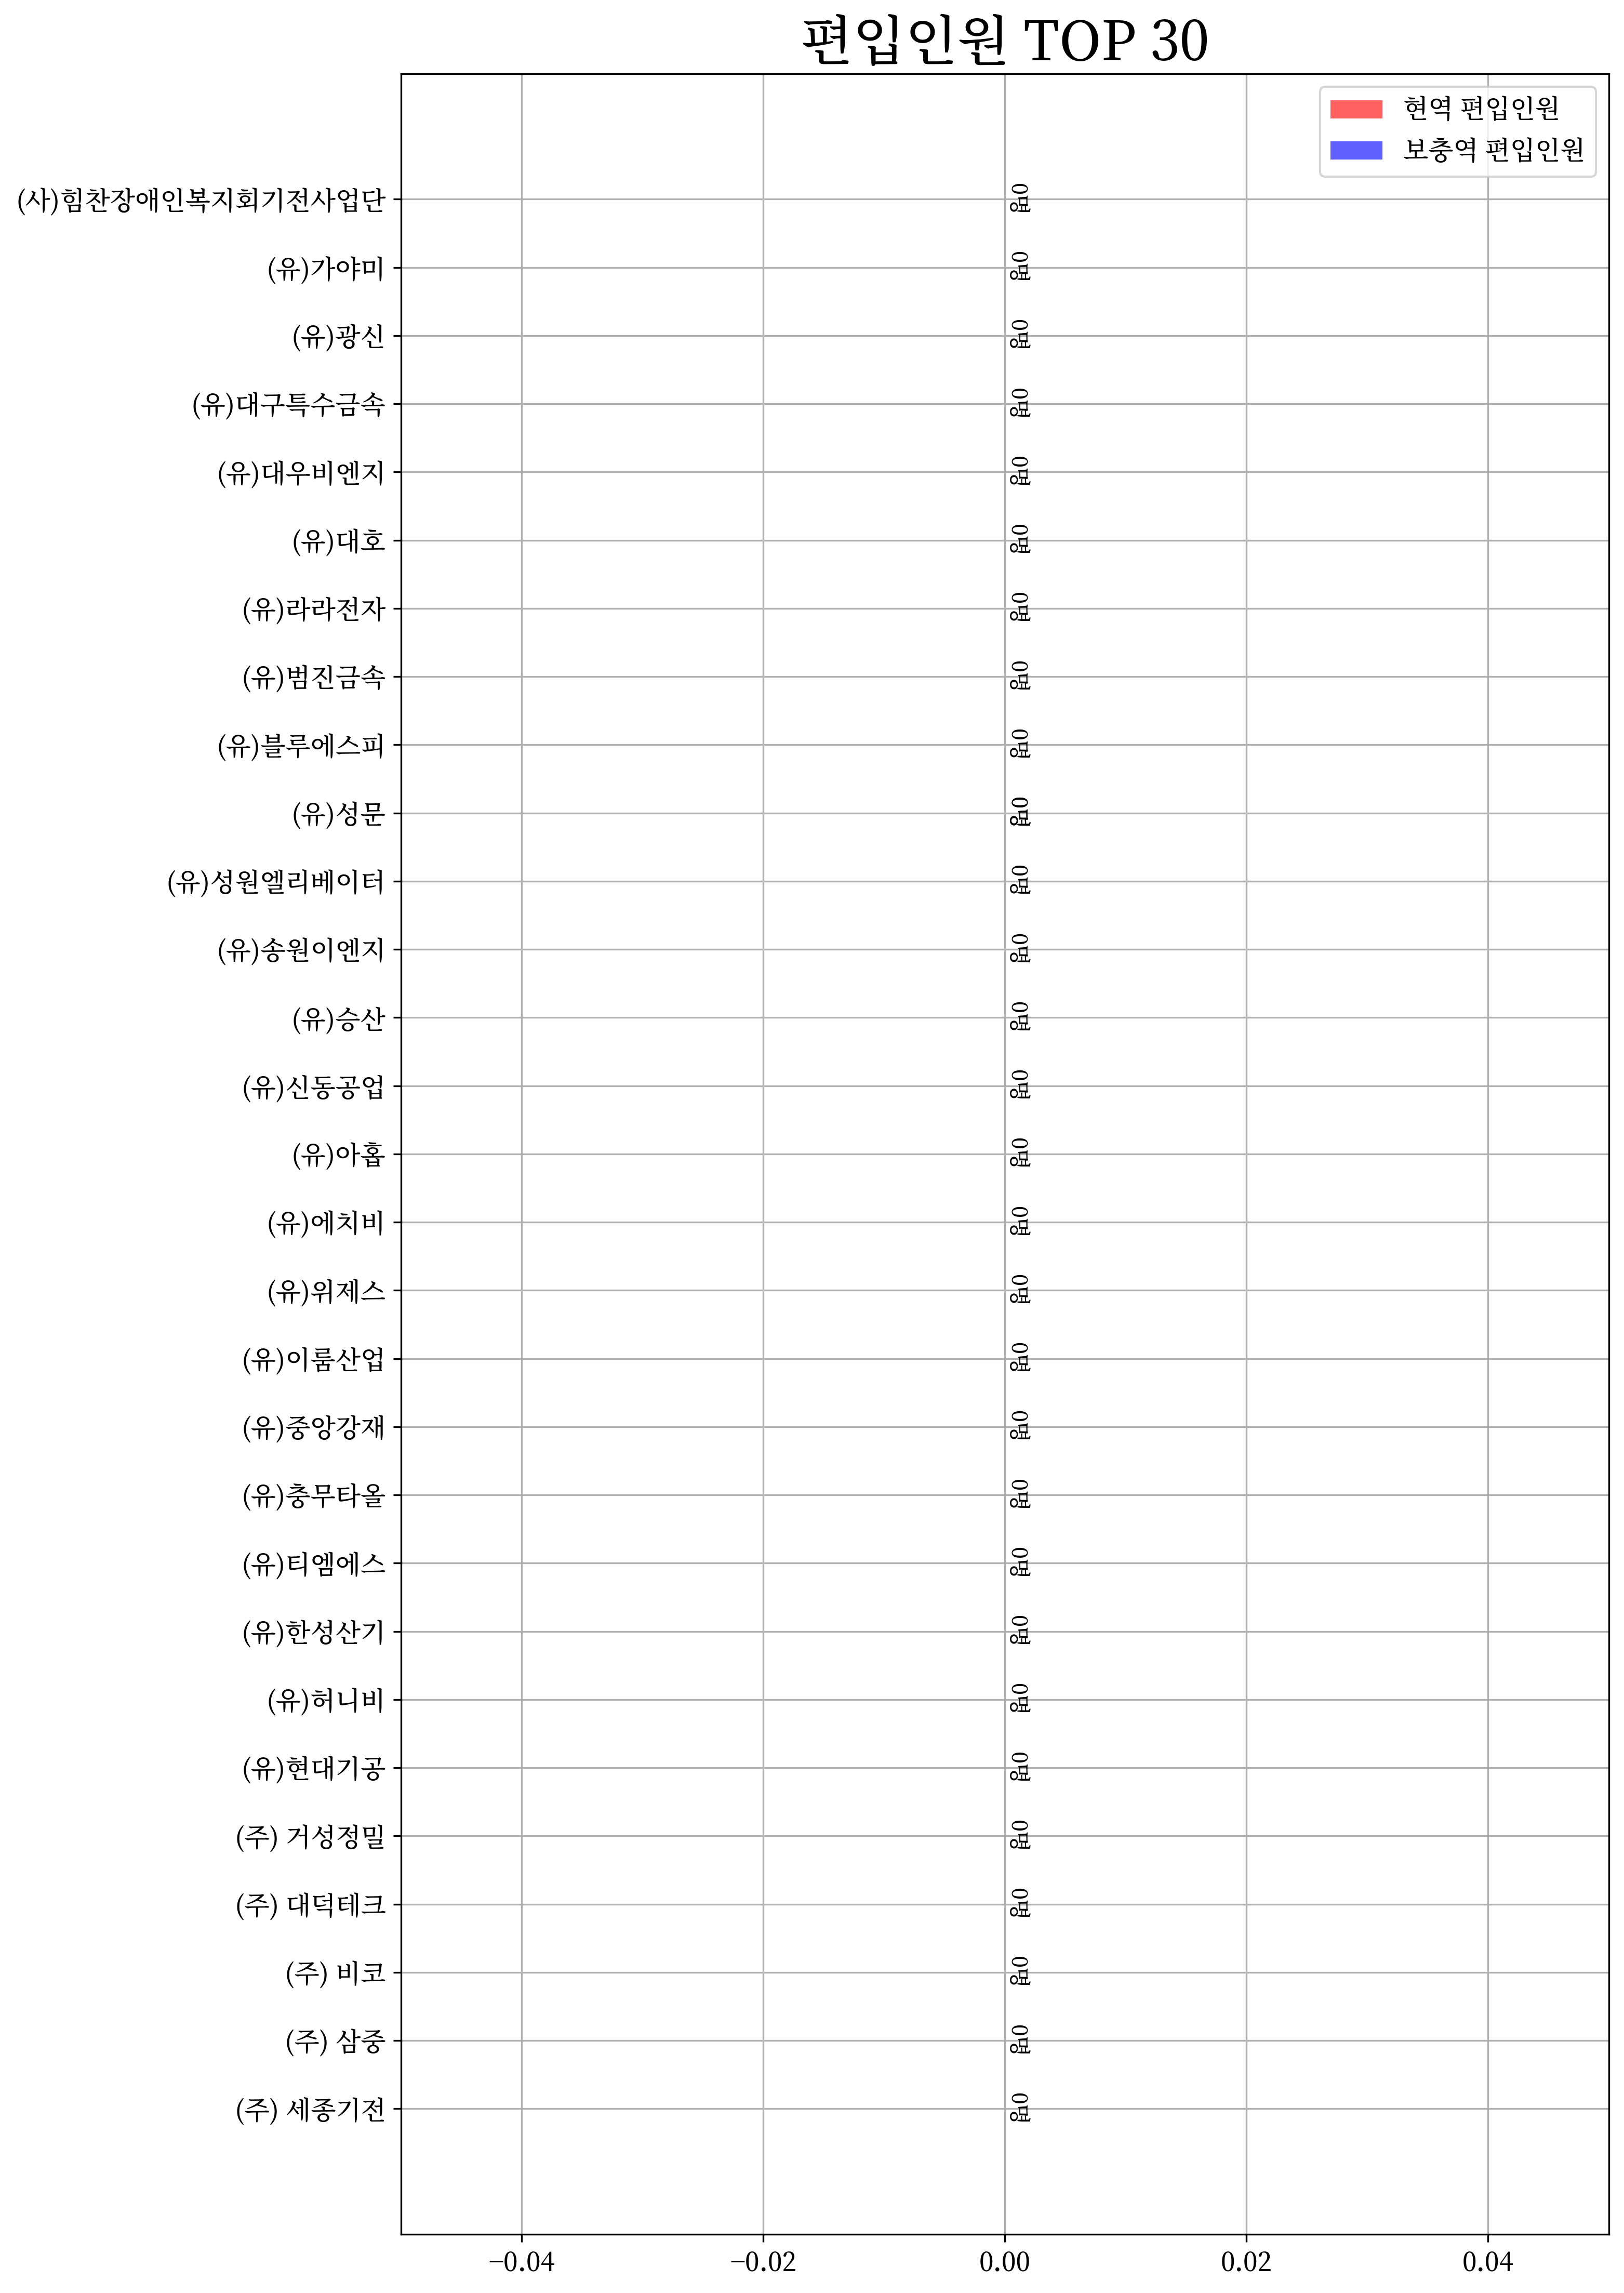 편입인원 TOP 30
현역 편입인원
보충역 편입인원
(사)힘찬장애인복지회기전사업단 0명
(유)가야미 0명
(유)광신 0명
(유)대구특수금속 0명
(유)대우비엔지 0명
(유)대호 0명
(유)라라전자 0명
(유)범진금속 0명
(유)블루에스피 0명
(유)성문 0명
(유)성원엘리베이터 0명
(유)송원이엔지 0명
(유)승산 0명
(유)신동공업 0명
(유)아홉 0명
(유)에치비 0명
(유)위제스 0명
(유)이룸산업 0명
(유)중앙강재 0명
(유)충무타올 0명
(유)티엠에스 0명
(유)한성산기 0명
(유)허니비 0명
(유)현대기공 0명
(주) 거성정밀 0명
(주) 대덕테크 0명
(주) 비코 0명
(주) 삼중 0명
(주) 세종기전 0명
−0.04 −0.02 0.00 0.02 0.04